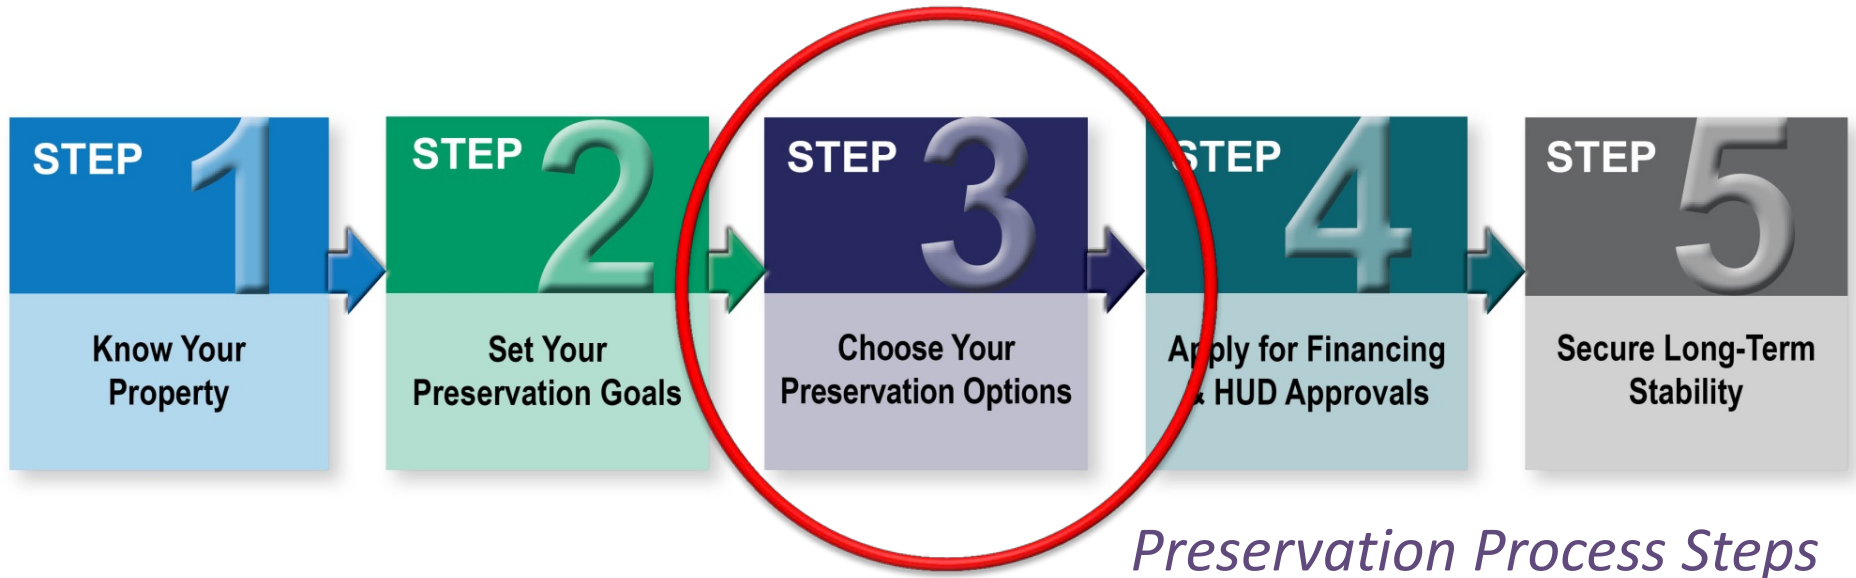 STEP 1
Know Your
Property
STEP 2
Set Your
Preservation Goals
STEP 3
Choose Your
Preservation Options
STEP 4
Apply for Financing
& HUD Approvals
STEP 5
Secure Long-Term
Stability
Preservation Process Steps